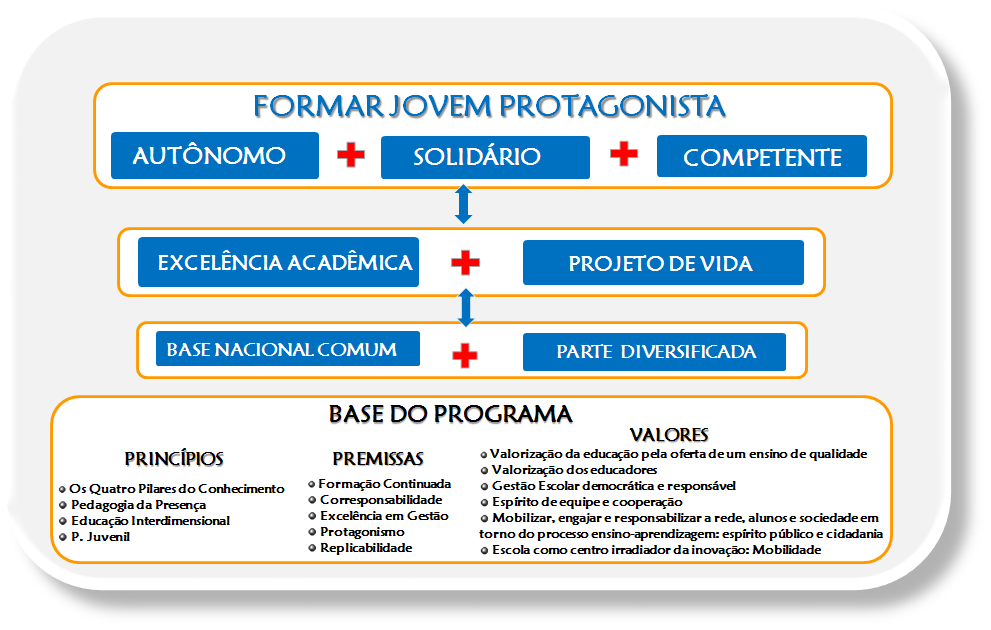 FORMAR JOVEM PROTAGONISTA
AUTÔNOMO
SOLIDÁRIO
COMPETENTE
EXCELÊNCIA ACADÊMICA
PROJETO DE VIDA
BASE NACIONAL COMUM
PARTE DIVERSIFICADA
BASE DO PROGRAMA
PRINCÍPIOS
Os Quatro Pilares do Conhecimento
Pedagogia da Presença
Educação Interdimensional
P. Juvenil
PREMISSAS
Formação Continuada
Corresponsabilidade
Excelência em Gestão
Protagonismo
Replicabilidade
VALORES
Valorização da educação pela oferta de um ensino de qualidade
Valorização dos educadores
Gestão Escolar democrática e responsável
Espírito de equipe e cooperação
Mobilizar, engajar e responsabilizar a rede, alunos e sociedade em
torno do processo ensino-aprendizagem: espírito público e cidadania
Escola como centro irradiador da inovação: Mobilidade